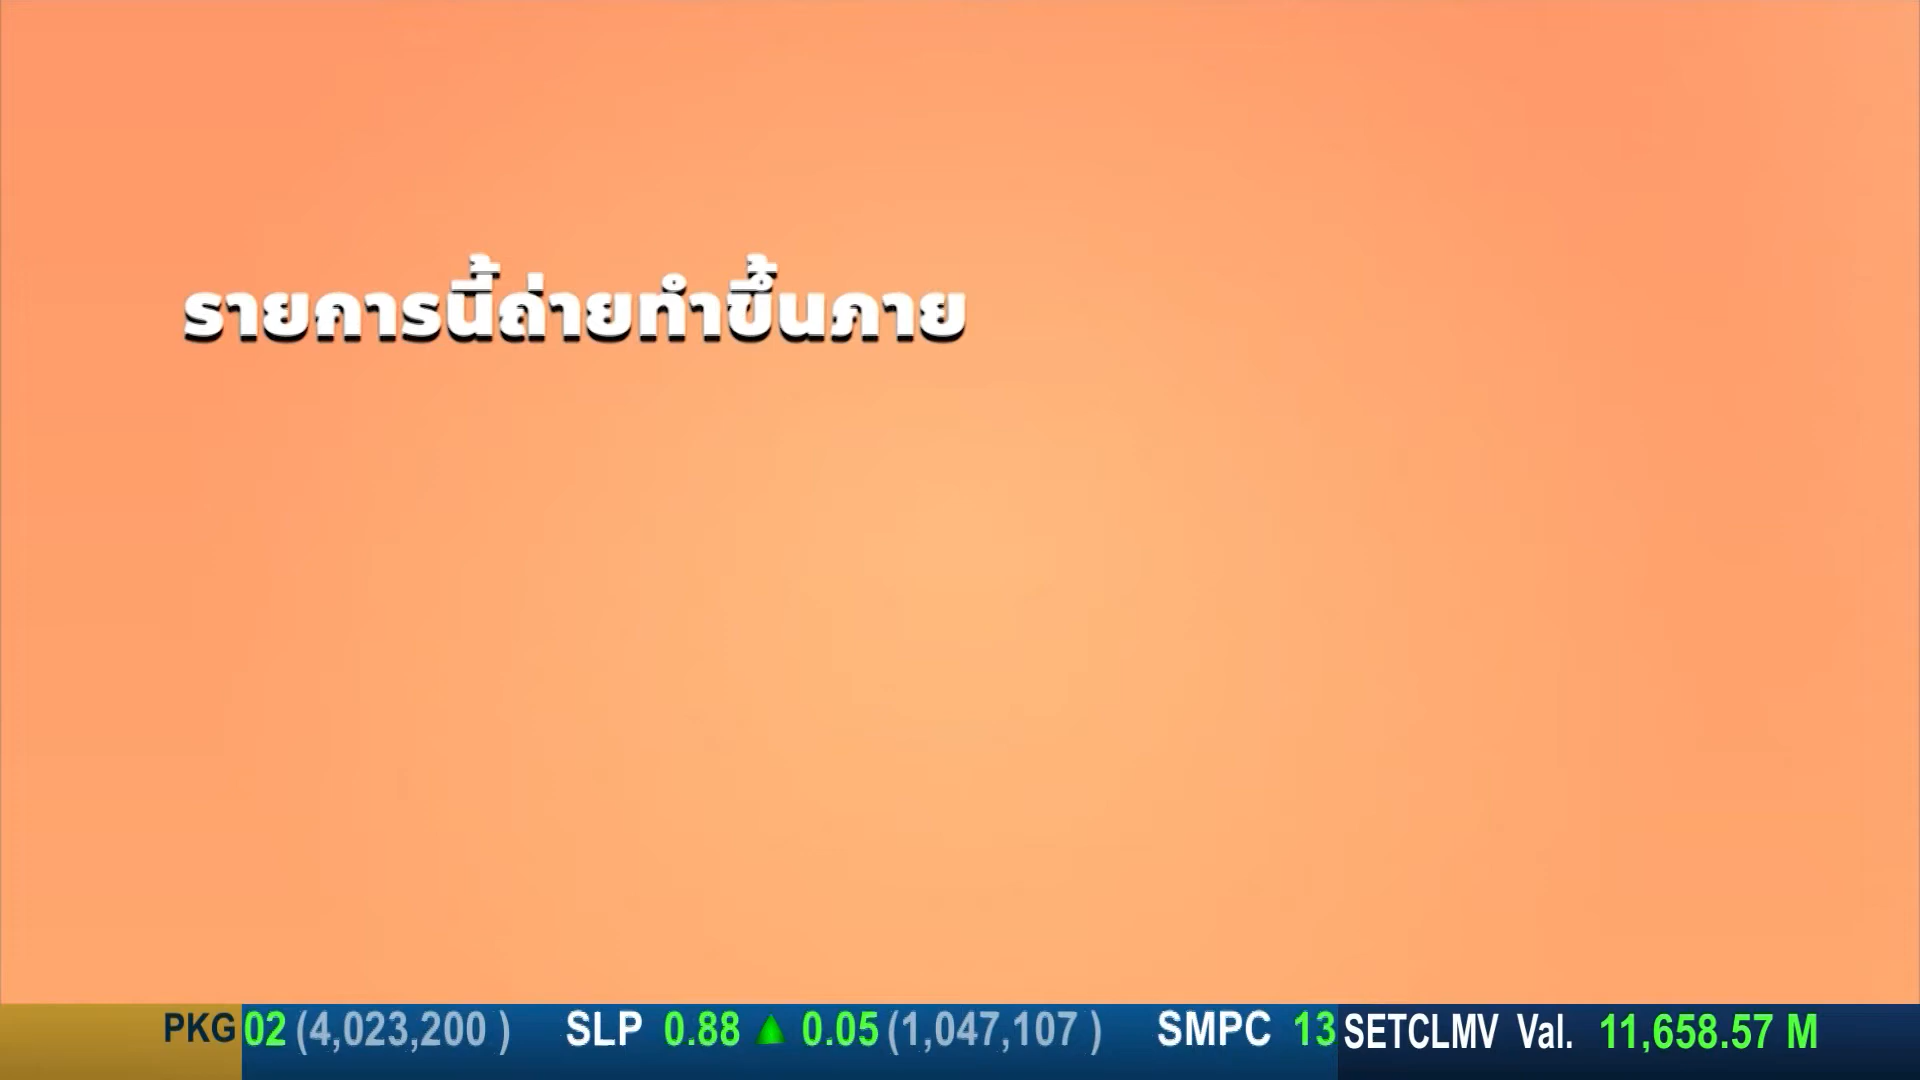 รายการนี้ถ่ายทำขึ้นภาย
PKG 02 (4,023,200 ) SLP 0.88 ▲ 0.05 (1,047,107 ) SMPC 13 SETCLMV Val. 11,658.57 M